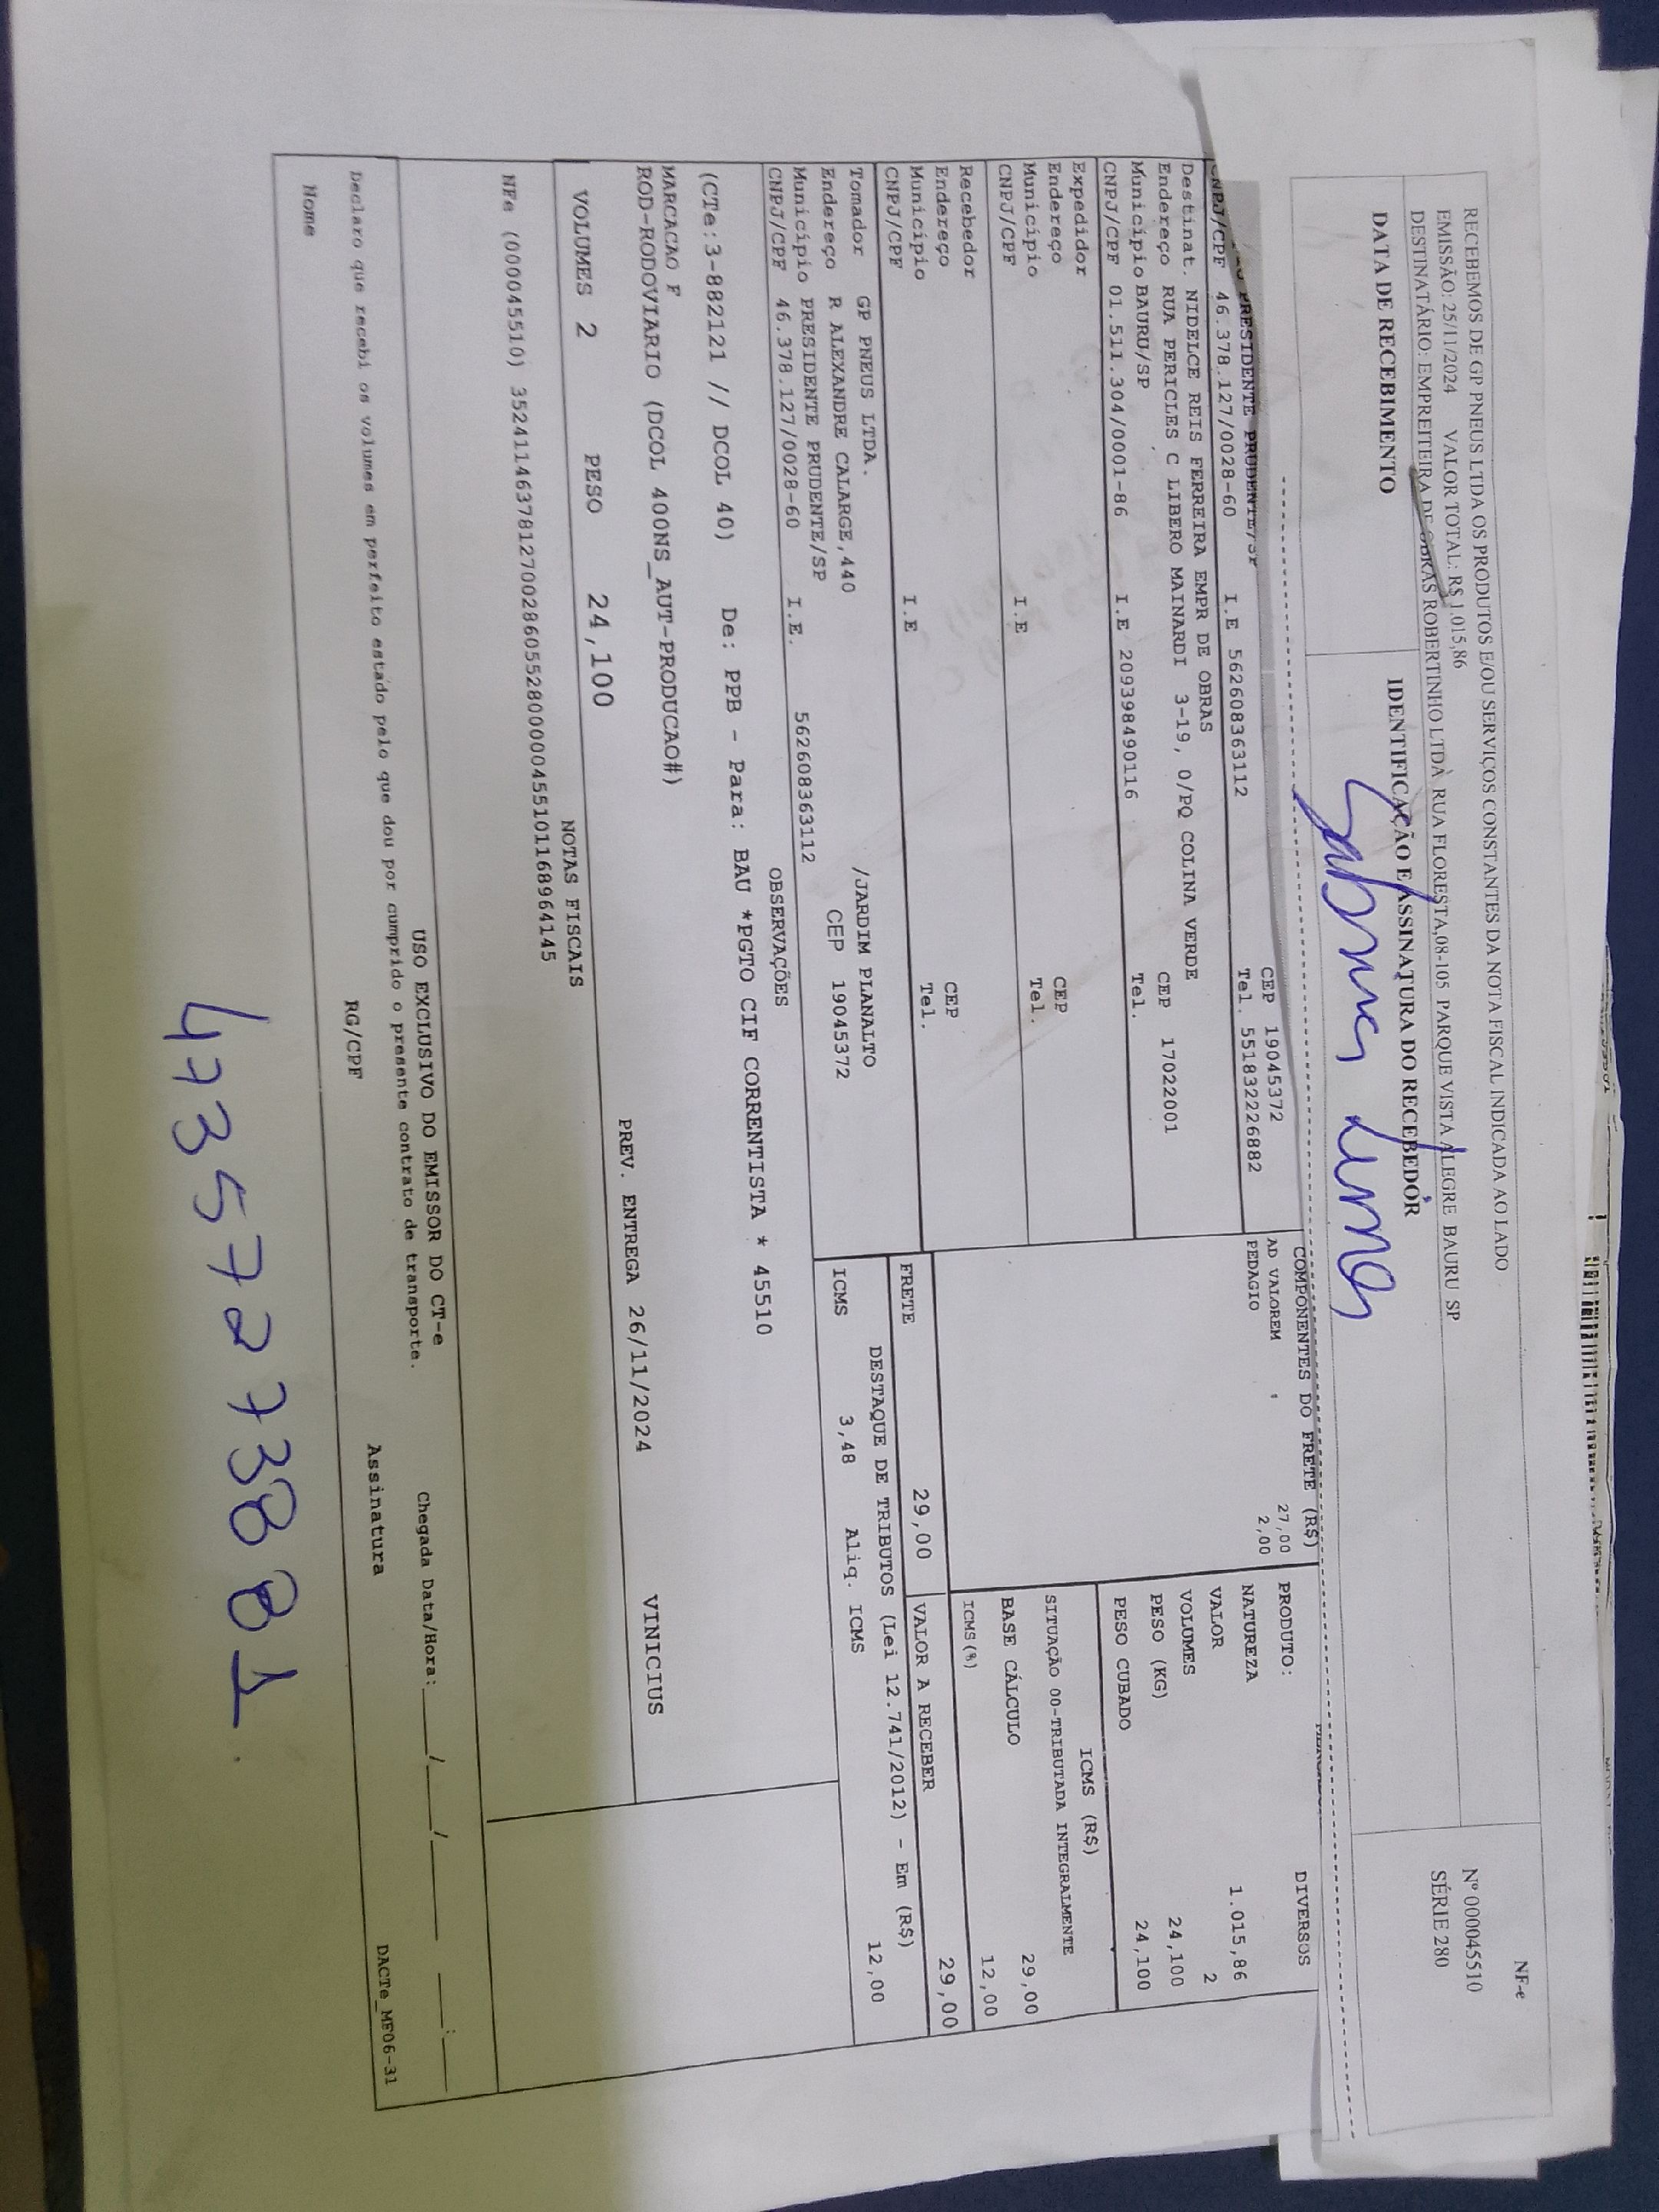 RECEBEMOS DE GP PNEUS LTDA OS PRODUTOS E/OU SERVIÇOS CONSTANTES DA NOTA FISCAL INDICADA AO LADO
EMISSÃO: 25/11/2024 VALOR TOTAL: R$ 1.015,86
DESTINATÁRIO: EMPREITEIRA DE OBRAS ROBERTINHO LTDA RUA FLORESTA,08-105 PARQUE VISTA ALEGRE BAURU SP
NF-e
Nº 000045510
SÉRIE 280
DATA DE RECEBIMENTO
IDENTIFICAÇÃO E ASSINATURA DO RECEBEDOR
PRESIDENTE PRUDENTE/SP CEP 19045372
CNPJ/CPF 46.378.127/0028-60 I.E 562608363112 Tel. 551832226882
Destinat. NIDELCE REIS FERREIRA EMPR DE OBRAS
Endereço RUA PERICLES C LIBERO MAINARDI 3-19, 0/PQ COLINA VERDE
Município BAURU/SP CEP 17022001
CNPJ/CPF 01.511.304/0001-86 I.E 209398490116 Tel.
Expedidor
Endereço
Município CEP
CNPJ/CPF I.E Tel.
Recebedor
Endereço
Município CEP
CNPJ/CPF I.E Tel.
Tomador GP PNEUS LTDA.
Endereço R ALEXANDRE CALARGE,440 /JARDIM PLANALTO
Município PRESIDENTE PRUDENTE/SP CEP 19045372
CNPJ/CPF 46.378.127/0028-60 I.E. 562608363112
COMPONENTES DO FRETE (R$)
AD VALOREM 27,00
PEDAGIO 2,00
PRODUTO: DIVERSOS
NATUREZA
VALOR 1.015,86
VOLUMES 2
PESO (KG) 24,100
PESO CUBADO 24,100
ICMS (R$)
SITUAÇÃO 00-TRIBUTADA INTEGRALMENTE
BASE CÁLCULO 29,00
ICMS(%) 12,00
FRETE 29,00
VALOR A RECEBER 29,00
DESTAQUE DE TRIBUTOS (Lei 12.741/2012) - Em (R$)
ICMS 3,48 Aliq. ICMS 12,00
OBSERVAÇÕES
(CTe:3-882121 // DCOL 40) De: PPB - Para: BAU *PGTO CIF CORRENTISTA * 45510
MARCACAO F
ROD-RODOVIARIO (DCOL 400NS_AUT-PRODUCAO#)
VOLUMES 2 PESO 24,100 PREV. ENTREGA 26/11/2024 VINICIUS
NOTAS FISCAIS
NFe (000045510) 35241146378127002860552800000455101168964145
USO EXCLUSIVO DO EMISSOR DO CT-e
Declaro que recebi os volumes em perfeito estado pelo que dou por cumprido o presente contrato de transporte.
Chegada Data/Hora:____/____/______ ___:___
Nome RG/CPF Assinatura
DACTe_MF06-31
47357273881